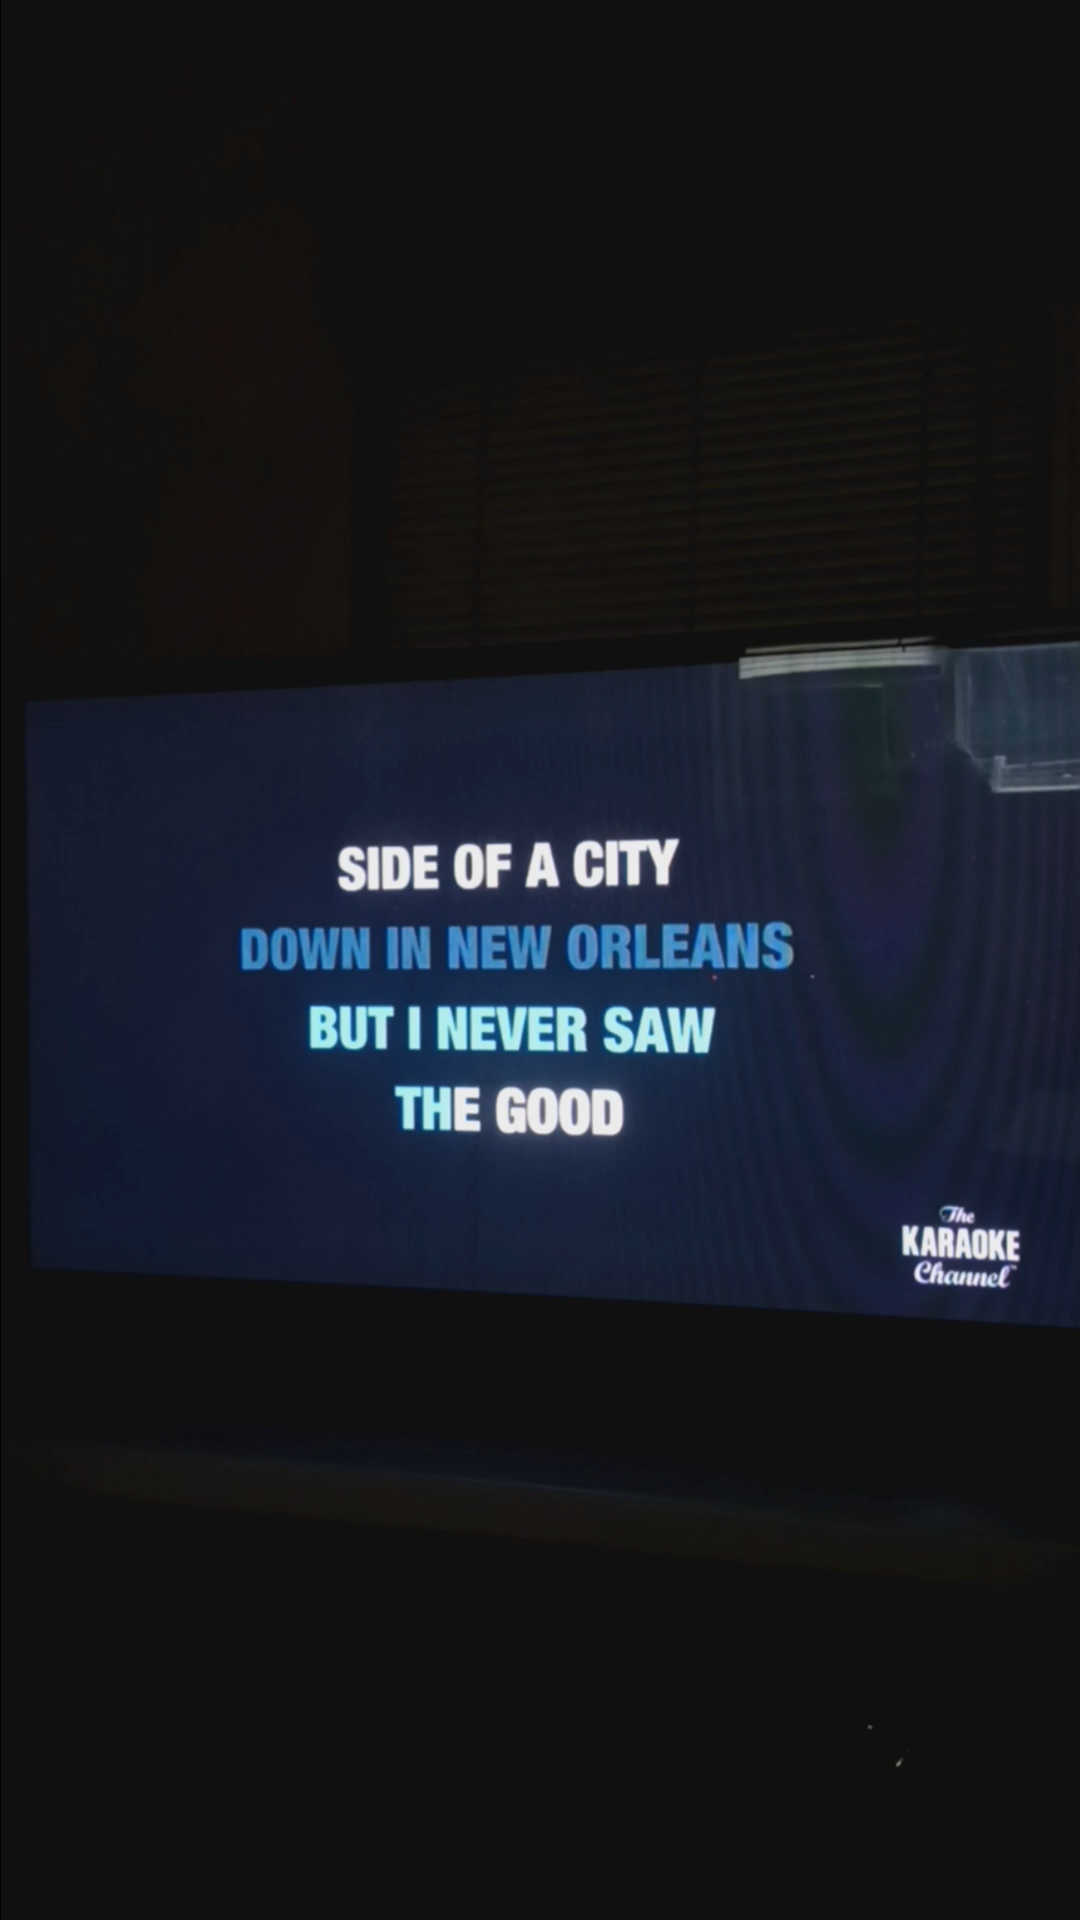 SIDE OF A CITY
DOWN IN NEW ORLEANS
BUT I NEVER SAW
THE GOOD
The
KARAOKE
Channel